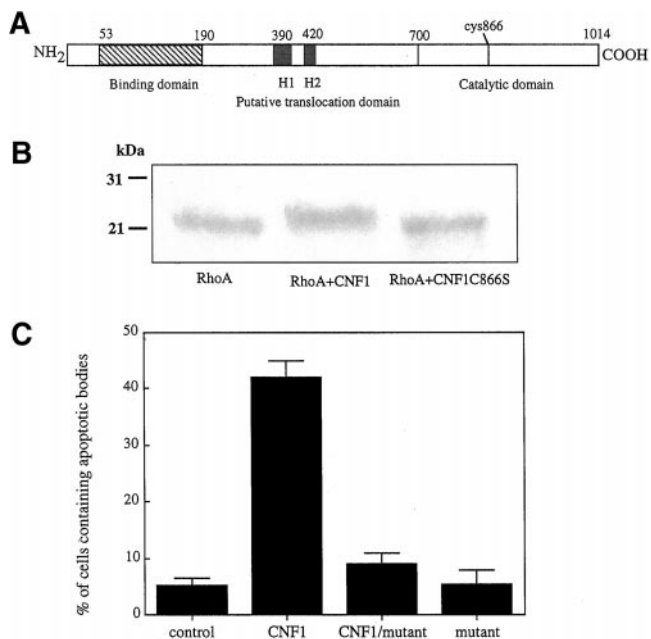 A
cys866
53 190 390 420 700 1014
NH2 COOH
Binding domain H1 H2 Catalytic domain
Putative translocation domain
B
kDa
31
21
RhoA RhoA+CNF1 RhoA+CNF1C866S
C
% of cells containing apoptotic bodies
50
40
30
20
10
0
control CNF1 CNF1/mutant mutant